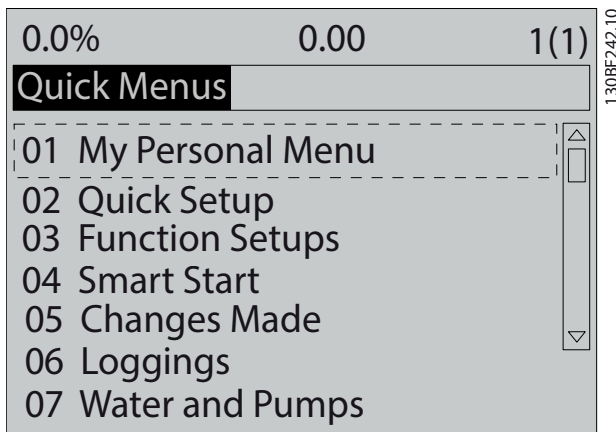 0.0% 0.00 1(1)
Quick Menus
01 My Personal Menu
02 Quick Setup
03 Function Setups
04 Smart Start
05 Changes Made
06 Loggings
07 Water and Pumps
130BF242.10